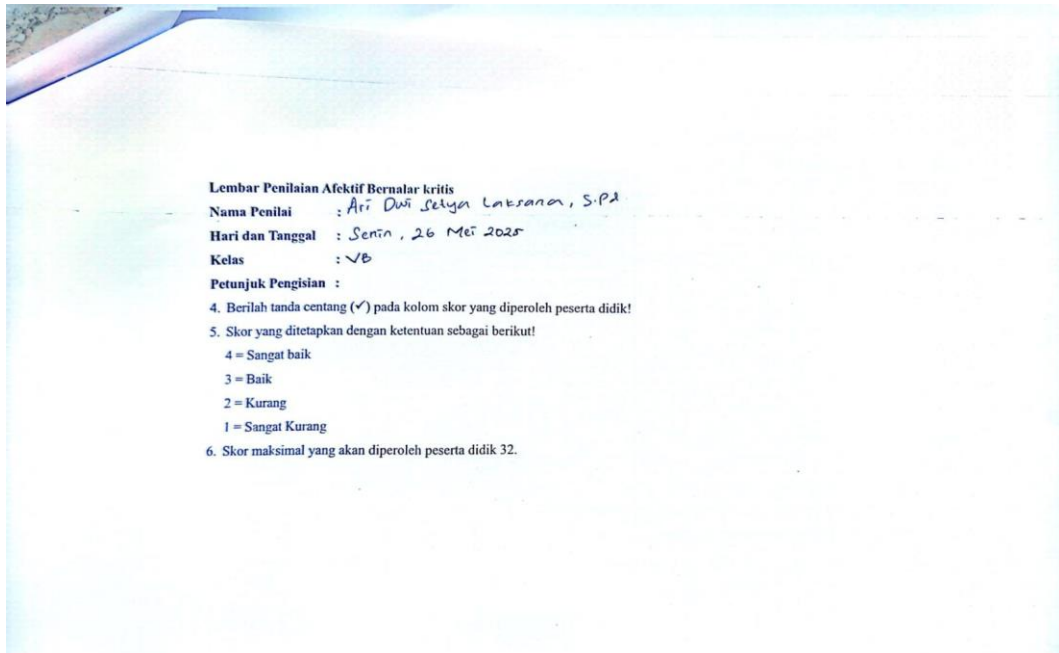 Lembar Penilaian Afektif Bernalar kritis
Nama Penilai : Ari Dwi Setya Laksana, S.Pd
Hari dan Tanggal : Senin, 26 Mei 2025
Kelas : VB
Petunjuk Pengisian :
4. Berilah tanda centang (✓) pada kolom skor yang diperoleh peserta didik!
5. Skor yang ditetapkan dengan ketentuan sebagai berikut!
4 = Sangat baik
3 = Baik
2 = Kurang
1 = Sangat Kurang
6. Skor maksimal yang akan diperoleh peserta didik 32.